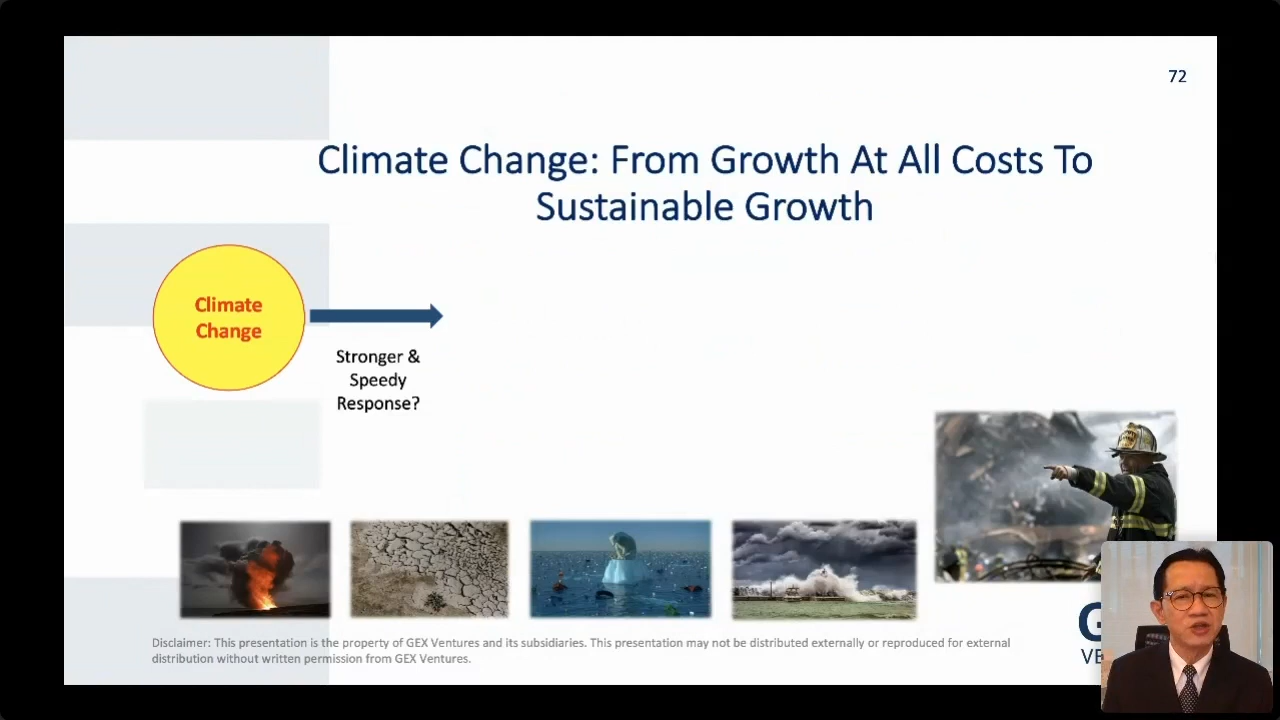 72
Climate Change: From Growth At All Costs To
Sustainable Growth
Climate
Change
Stronger &
Speedy
Response?
Disclaimer: This presentation is the property of GEX Ventures and its subsidiaries. This presentation may not be distributed externally or reproduced for external
distribution without written permission from GEX Ventures.